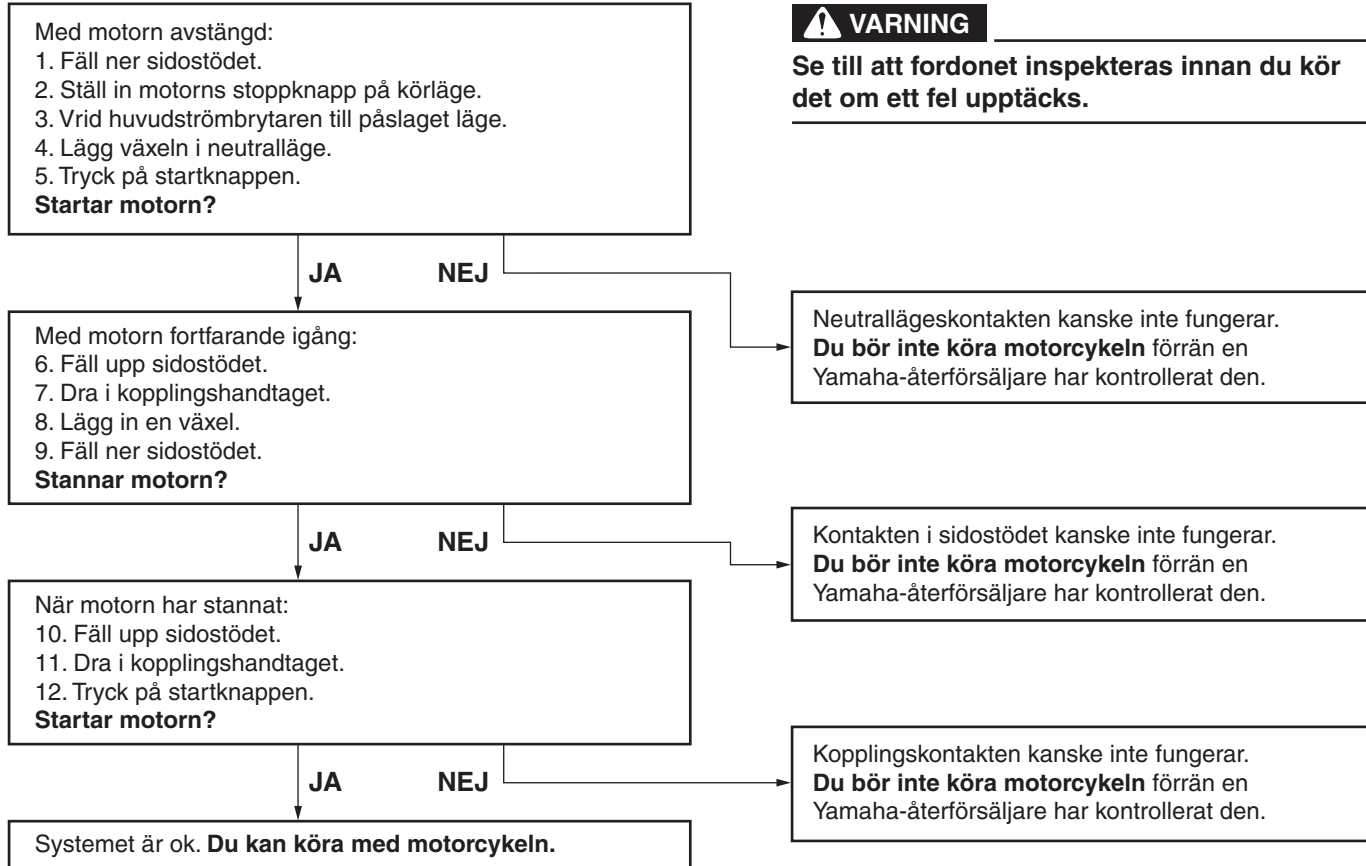 Med motorn avstängd:
1. Fäll ner sidostödet.
2. Ställ in motorns stoppknapp på körläge.
3. Vrid huvudströmbrytaren till påslaget läge.
4. Lägg växeln i neutralläge.
5. Tryck på startknappen.
Startar motorn?
VARNING
Se till att fordonet inspekteras innan du kör
det om ett fel upptäcks.
JA NEJ
Neutrallägeskontakten kanske inte fungerar.
Du bör inte köra motorcykeln förrän en
Yamaha-återförsäljare har kontrollerat den.
Med motorn fortfarande igång:
6. Fäll upp sidostödet.
7. Dra i kopplingshandtaget.
8. Lägg in en växel.
9. Fäll ner sidostödet.
Stannar motorn?
JA NEJ
Kontakten i sidostödet kanske inte fungerar.
Du bör inte köra motorcykeln förrän en
Yamaha-återförsäljare har kontrollerat den.
När motorn har stannat:
10. Fäll upp sidostödet.
11. Dra i kopplingshandtaget.
12. Tryck på startknappen.
Startar motorn?
JA NEJ
Kopplingskontakten kanske inte fungerar.
Du bör inte köra motorcykeln förrän en
Yamaha-återförsäljare har kontrollerat den.
Systemet är ok. Du kan köra med motorcykeln.